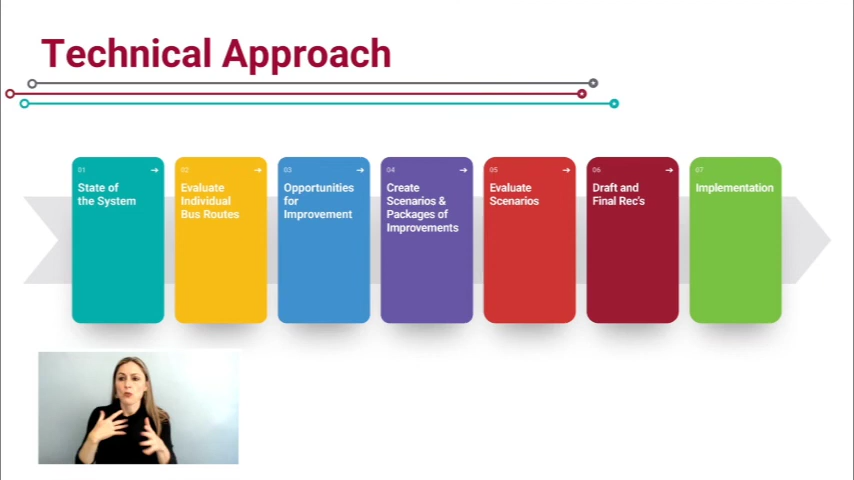 Technical Approach
01
State of
the System
02
Evaluate
Individual
Bus Routes
03
Opportunities
for
Improvement
04
Create
Scenarios &
Packages of
Improvements
05
Evaluate
Scenarios
06
Draft and
Final Rec's
07
Implementation